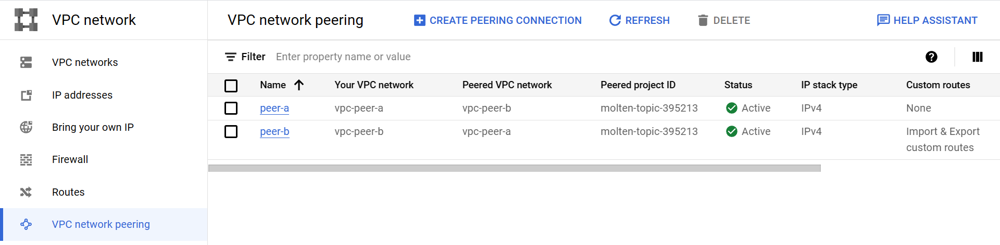 VPC network
VPC networks
IP addresses
Bring your own IP
Firewall
Routes
VPC network peering
VPC network peering CREATE PEERING CONNECTION REFRESH DELETE HELP ASSISTANT
Filter Enter property name or value
Name Your VPC network Peered VPC network Peered project ID Status IP stack type Custom routes
peer-a vpc-peer-a vpc-peer-b molten-topic-395213 Active IPv4 None
peer-b vpc-peer-b vpc-peer-a molten-topic-395213 Active IPv4 Import & Export
custom routes